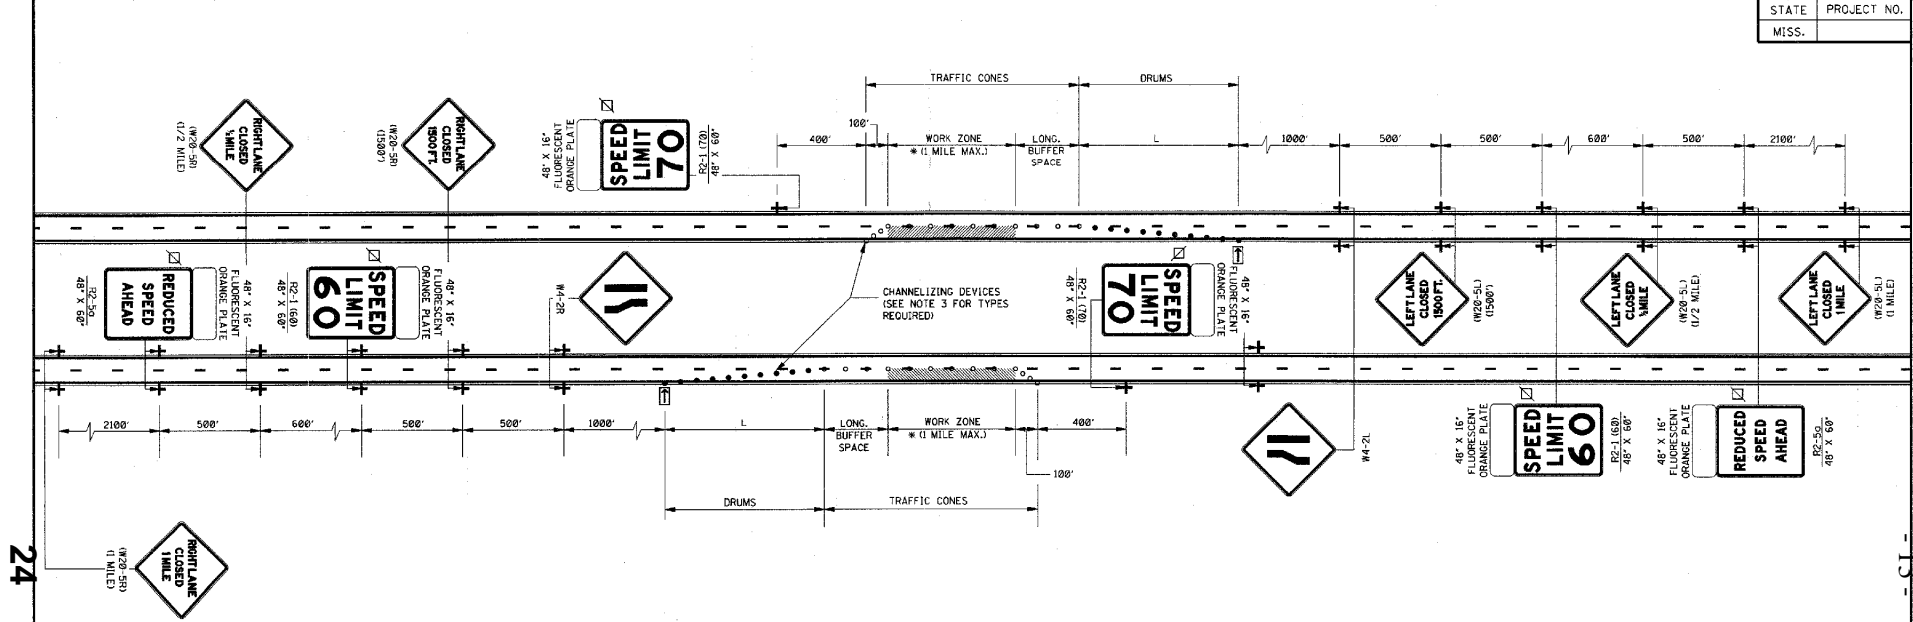 STATE PROJECT NO.
MISS.
TRAFFIC CONES
DRUMS
400'
100'
WORK ZONE
* (1 MILE MAX.)
LONG.
BUFFER
SPACE
L
1000'
500'
500'
600'
500'
2100'
RIGHT LANE
CLOSED
½ MILE
(W20-5R)
(1/2 MILE)
RIGHT LANE
CLOSED
1500 FT.
(W20-5R)
(1500')
48" X 16"
FLUORESCENT
ORANGE PLATE
SPEED
LIMIT
70
R2-1 (70)
48" X 60"
R2-5a
48" X 60"
REDUCED
SPEED
AHEAD
48" X 16"
FLUORESCENT
ORANGE PLATE
R2-1 (60)
48" X 60"
SPEED
LIMIT
60
48" X 16"
FLUORESCENT
ORANGE PLATE
W4-2R
CHANNELIZING DEVICES
(SEE NOTE 3 FOR TYPES
REQUIRED)
R2-1 (70)
48" X 60"
SPEED
LIMIT
70
48" X 16"
FLUORESCENT
ORANGE PLATE
LEFT LANE
CLOSED
1500 FT.
(W20-5L)
(1500')
LEFT LANE
CLOSED
½ MILE
(W20-5L)
(1/2 MILE)
LEFT LANE
CLOSED
1 MILE
(W20-5L)
(1 MILE)
2100'
500'
600'
500'
500'
1000'
L
LONG.
BUFFER
SPACE
WORK ZONE
* (1 MILE MAX.)
400'
100'
DRUMS
TRAFFIC CONES
W4-2L
48" X 16"
FLUORESCENT
ORANGE PLATE
SPEED
LIMIT
60
R2-1 (60)
48" X 60"
48" X 16"
FLUORESCENT
ORANGE PLATE
REDUCED
SPEED
AHEAD
R2-5a
48" X 60"
RIGHT LANE
CLOSED
1 MILE
(W20-5R)
(1 MILE)
24